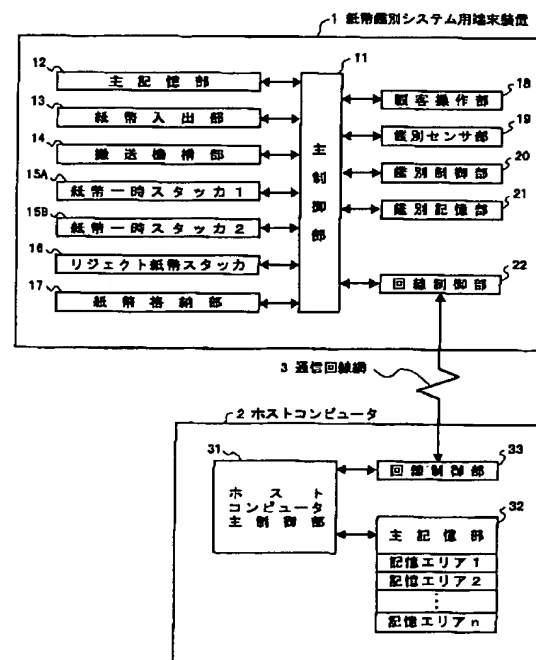 1 紙幣鑑別システム用端末装置
12 主記憶部
13 紙幣入出部
14 搬送機構部
15A 紙幣一時スタッカ1
15B 紙幣一時スタッカ2
16 リジェクト紙幣スタッカ
17 紙幣格納部
11 主制御部
18 顧客操作部
19 鑑別センサ部
20 鑑別制御部
21 鑑別記憶部
22 回線制御部
3 通信回線網
2 ホストコンピュータ
31 ホスト
コンピュータ
主制御部
33 回線制御部
32 主記憶部
記憶エリア1
記憶エリア2
⋮
記憶エリアn